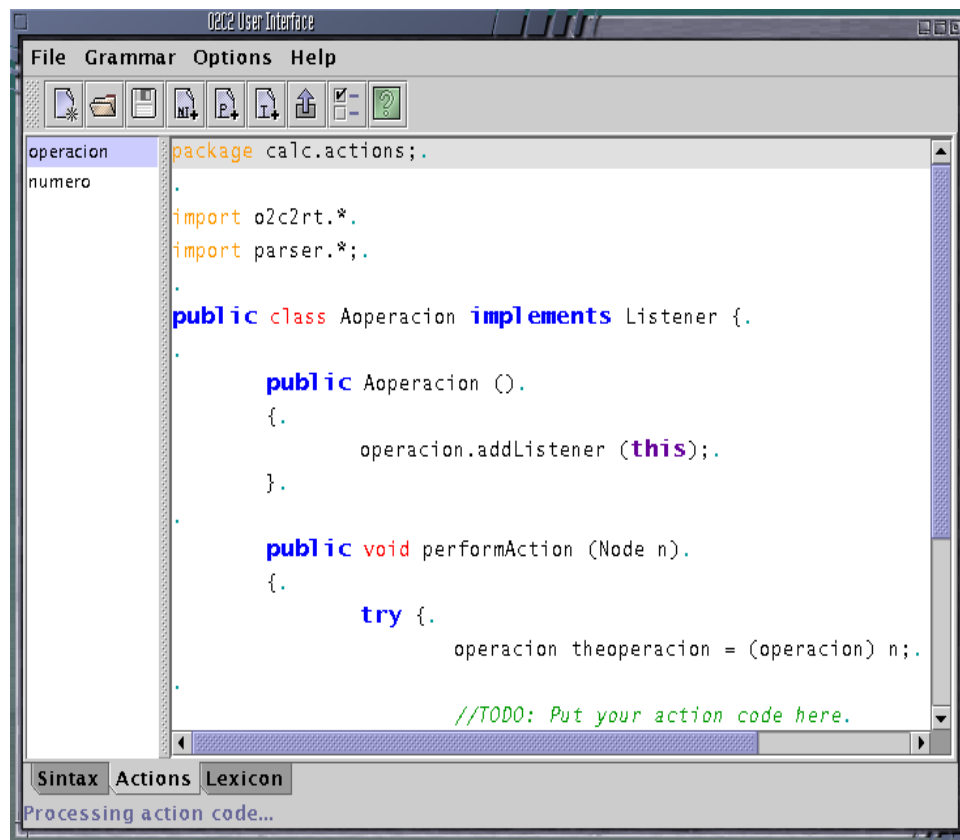 O2C2 User Interface
File Grammar Options Help
NT+ P+ T+ ?
operacion
numero
package calc.actions;.
.
import o2c2rt.*.
import parser.*;.
.
public class Aoperacion implements Listener {.
.
public Aoperacion ().
{.
operacion.addListener (this);.
}.
.
public void performAction (Node n).
{.
try {.
operacion theoperacion = (operacion) n;.
.
//TODO: Put your action code here.
Sintax Actions Lexicon
Processing action code...